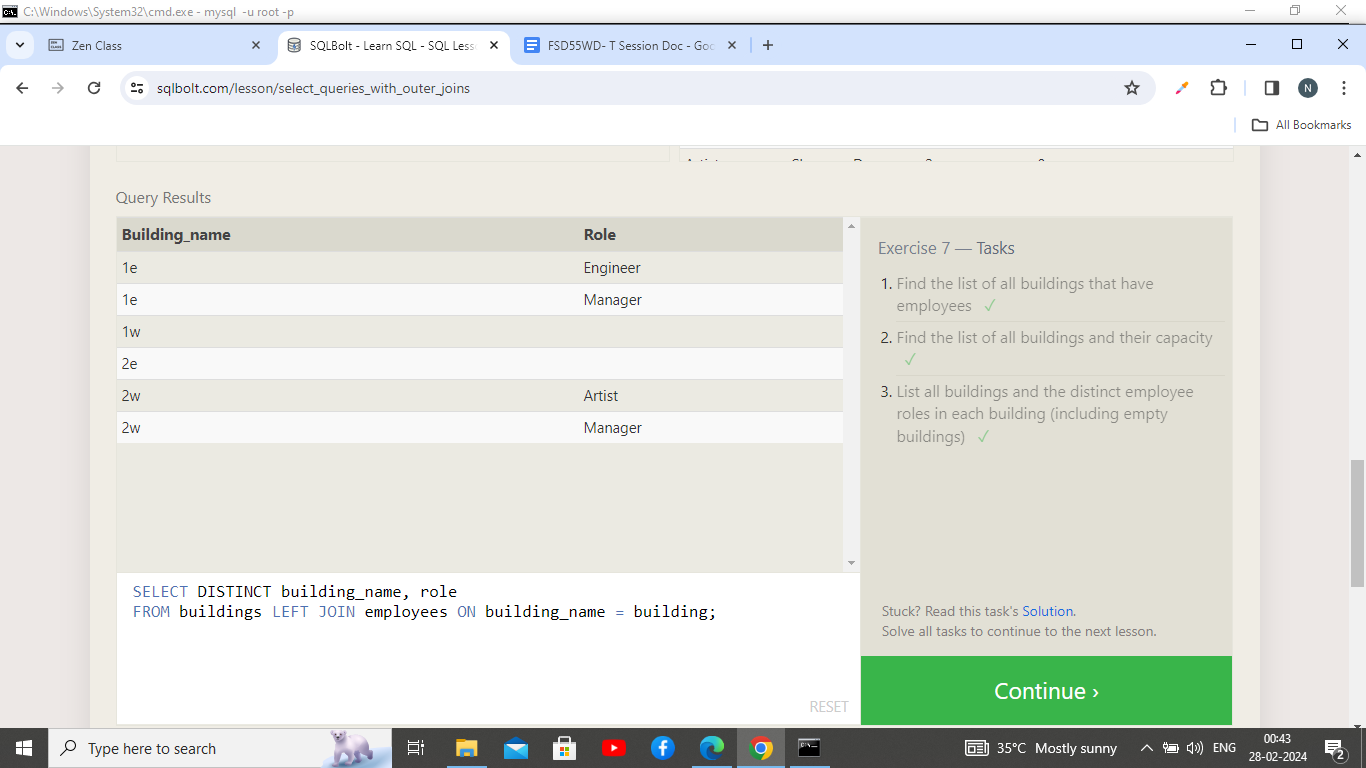 C:\Windows\System32\cmd.exe - mysql -u root -p
Zen Class
SQLBolt - Learn SQL - SQL Less
FSD55WD- T Session Doc - Goo
sqlbolt.com/lesson/select_queries_with_outer_joins
N
All Bookmarks
Query Results
Building_name Role
1e Engineer
1e Manager
1w
2e
2w Artist
2w Manager
Exercise 7 — Tasks
1. Find the list of all buildings that have
employees ✓
2. Find the list of all buildings and their capacity
✓
3. List all buildings and the distinct employee
roles in each building (including empty
buildings) ✓
SELECT DISTINCT building_name, role
FROM buildings LEFT JOIN employees ON building_name = building;
RESET
Stuck? Read this task's Solution.
Solve all tasks to continue to the next lesson.
Continue ›
Type here to search
35°C Mostly sunny
ENG
00:43
28-02-2024
2